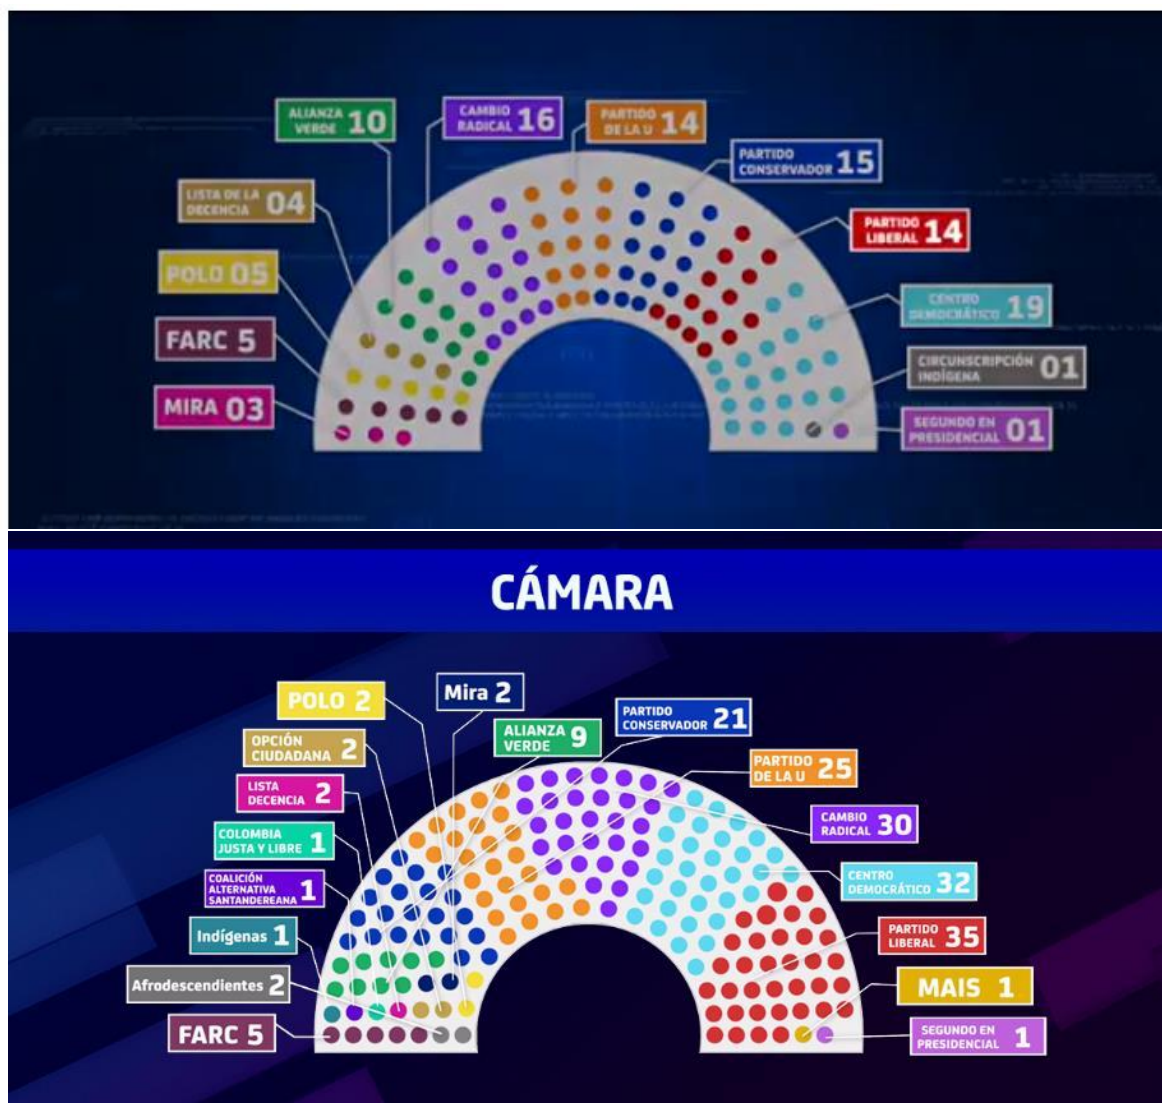 ALIANZA
VERDE 10
CAMBIO
RADICAL 16
PARTIDO
DE LA U 14
PARTIDO
CONSERVADOR 15
LISTA DE LA
DECENCIA 04
PARTIDO
LIBERAL 14
POLO 05
CENTRO
DEMOCRÁTICO 19
FARC 5
CIRCUNSCRIPCIÓN
INDÍGENA 01
MIRA 03
SEGUNDO EN
PRESIDENCIAL 01
CÁMARA
POLO 2
Mira 2
PARTIDO
CONSERVADOR 21
ALIANZA
VERDE 9
OPCIÓN
CIUDADANA 2
PARTIDO
DE LA U 25
LISTA
DECENCIA 2
CAMBIO
RADICAL 30
COLOMBIA
JUSTA Y LIBRE 1
COALICIÓN
ALTERNATIVA
SANTANDEREANA 1
CENTRO
DEMOCRÁTICO 32
Indígenas 1
PARTIDO
LIBERAL 35
Afrodescendientes 2
MAIS 1
FARC 5
SEGUNDO EN
PRESIDENCIAL 1